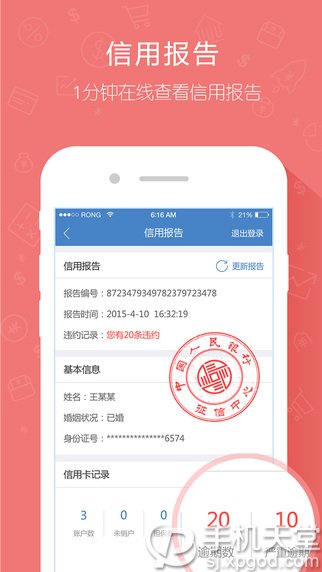 信用报告
1分钟在线查看信用报告
RONG 6:16 AM 21%
信用报告 退出登录
信用报告 更新报告
报告编号：8723479349782379723478
报告时间：2015-4-10 16:32:19
违约记录：您有20条违约
中国人民银行
征信中心
基本信息
姓名：王某某
婚姻状况：已婚
身份证号：**************6574
信用卡记录
3 0 0 20 10
账户数 未销户 担保 逾期数 严重逾期
手机天堂
sj.xpgod.com